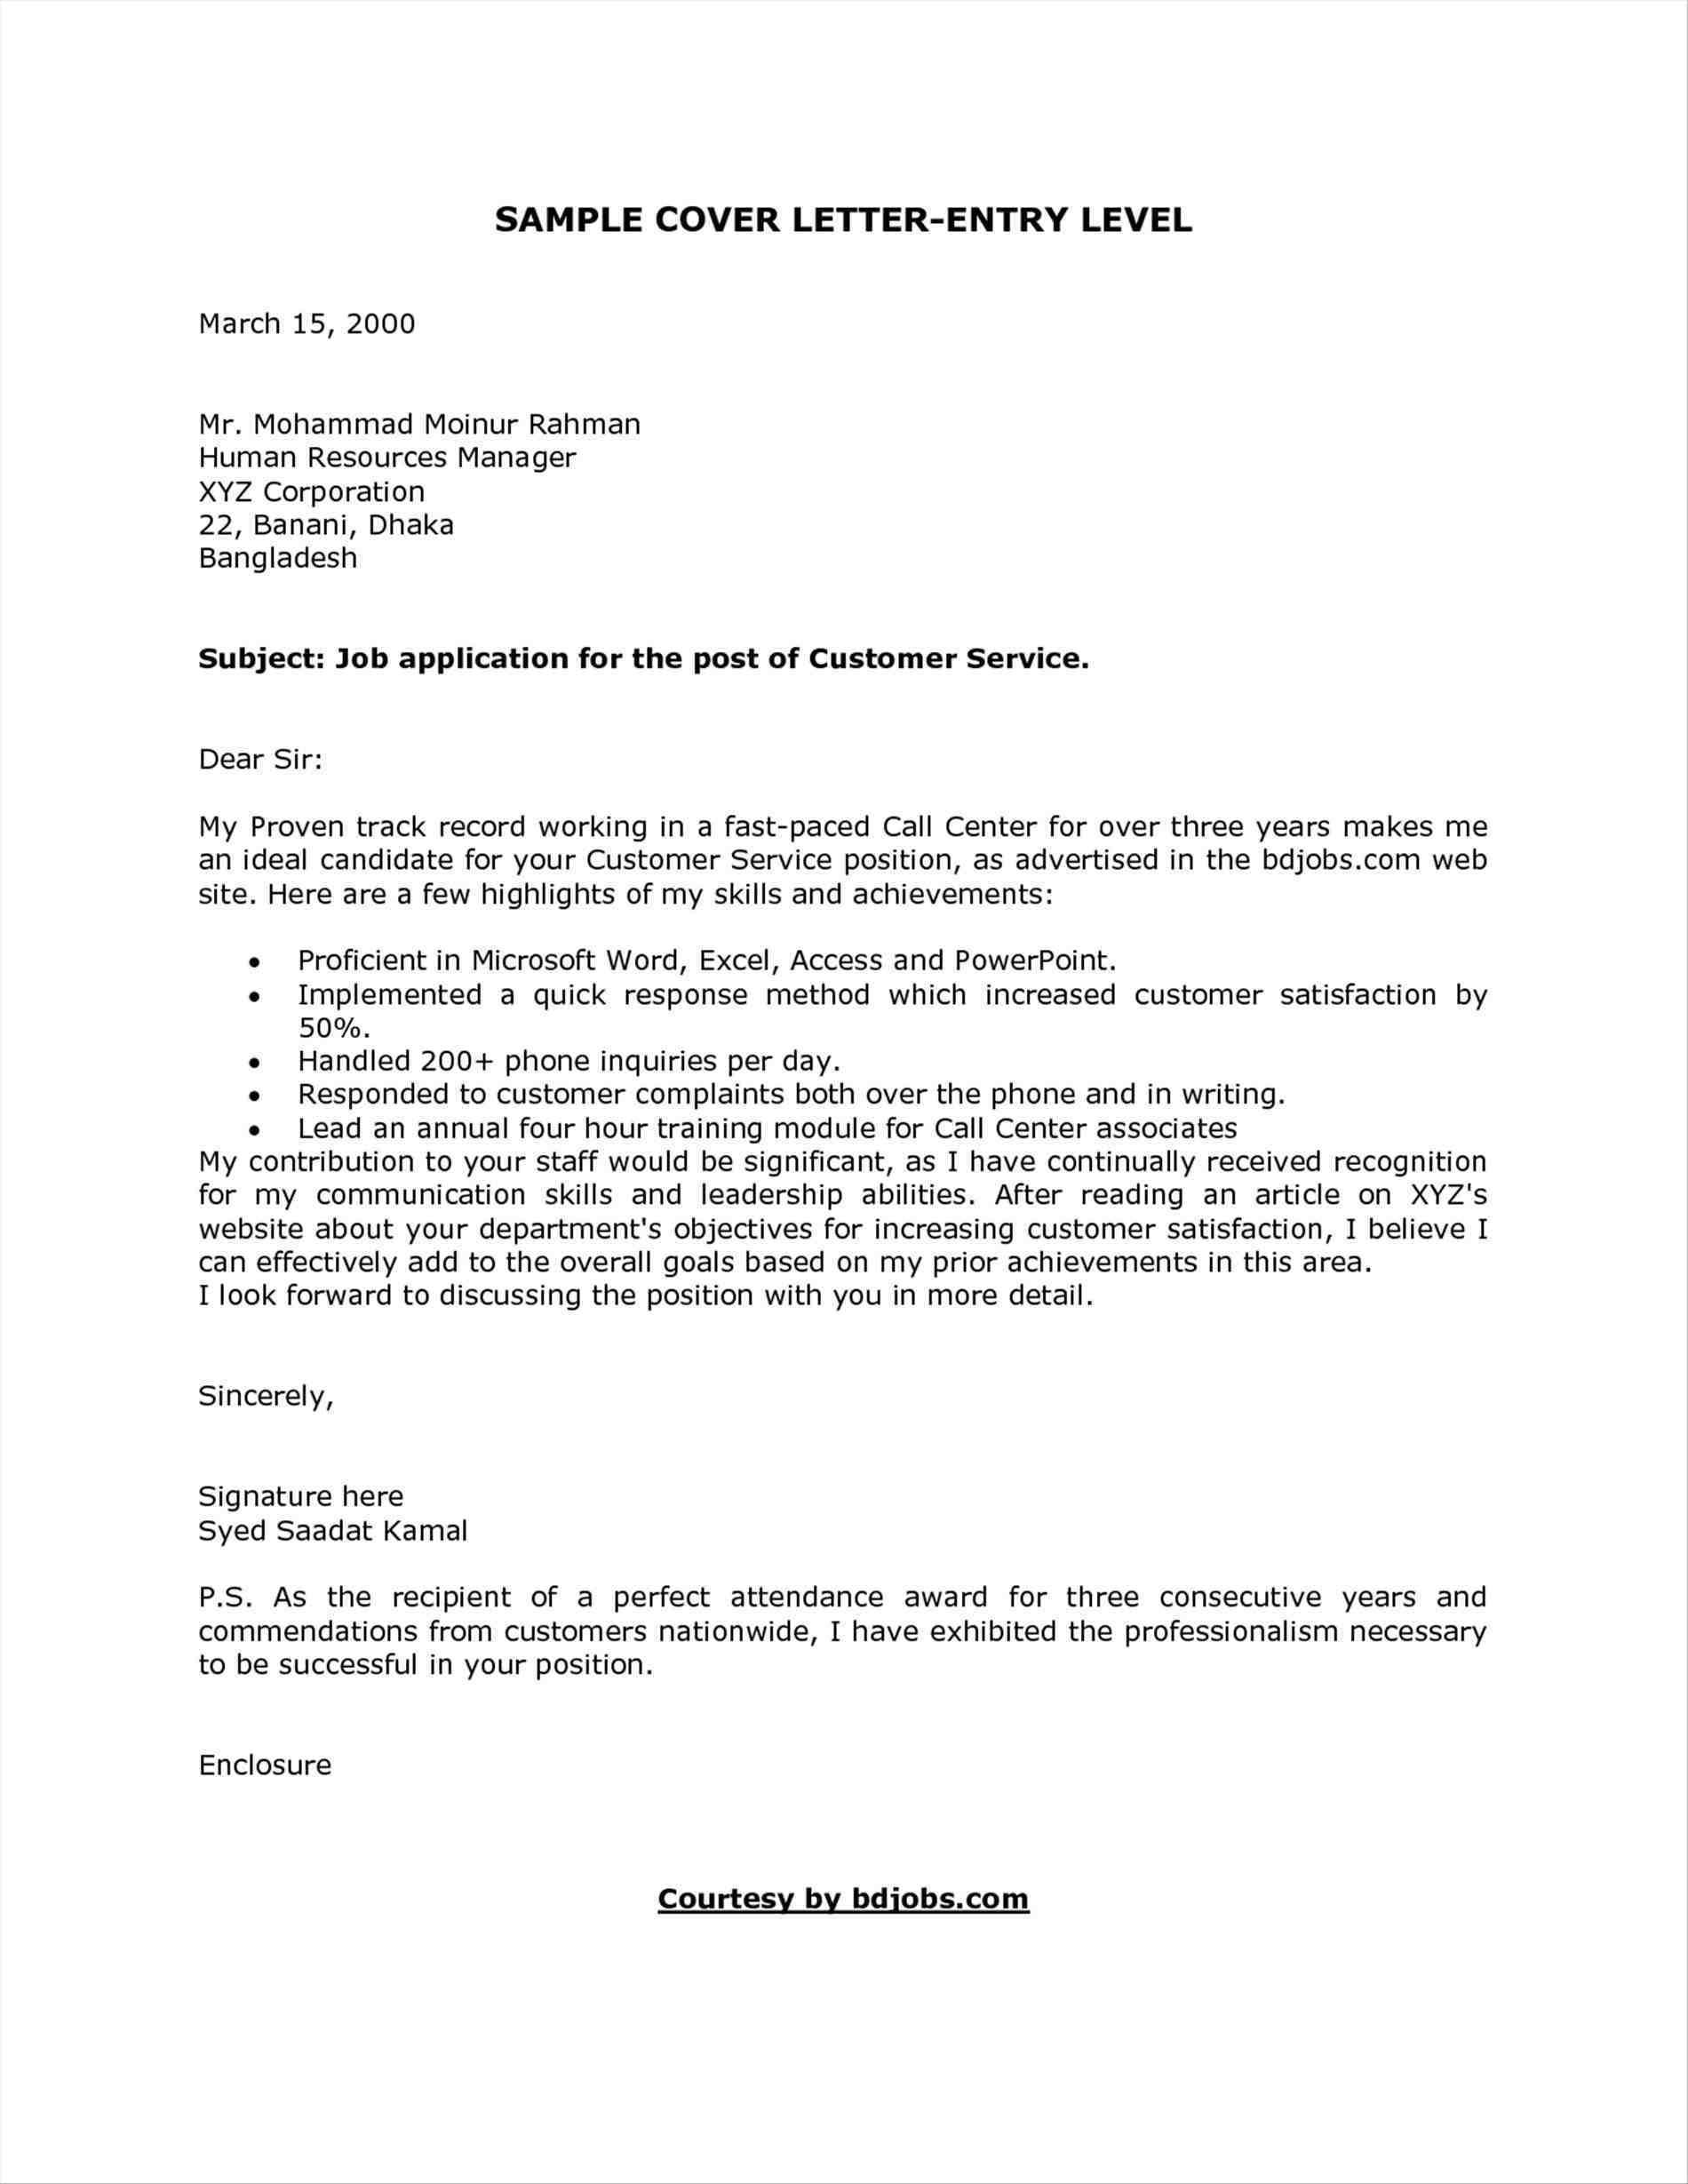 SAMPLE COVER LETTER-ENTRY LEVEL
March 15, 2000
Mr. Mohammad Moinur Rahman
Human Resources Manager
XYZ Corporation
22, Banani, Dhaka
Bangladesh
Subject: Job application for the post of Customer Service.
Dear Sir:
My Proven track record working in a fast-paced Call Center for over three years makes me
an ideal candidate for your Customer Service position, as advertised in the bdjobs.com web
site. Here are a few highlights of my skills and achievements:
• Proficient in Microsoft Word, Excel, Access and PowerPoint.
• Implemented a quick response method which increased customer satisfaction by
50%.
• Handled 200+ phone inquiries per day.
• Responded to customer complaints both over the phone and in writing.
• Lead an annual four hour training module for Call Center associates
My contribution to your staff would be significant, as I have continually received recognition
for my communication skills and leadership abilities. After reading an article on XYZ's
website about your department's objectives for increasing customer satisfaction, I believe I
can effectively add to the overall goals based on my prior achievements in this area.
I look forward to discussing the position with you in more detail.
Sincerely,
Signature here
Syed Saadat Kamal
P.S. As the recipient of a perfect attendance award for three consecutive years and
commendations from customers nationwide, I have exhibited the professionalism necessary
to be successful in your position.
Enclosure
Courtesy by bdjobs.com